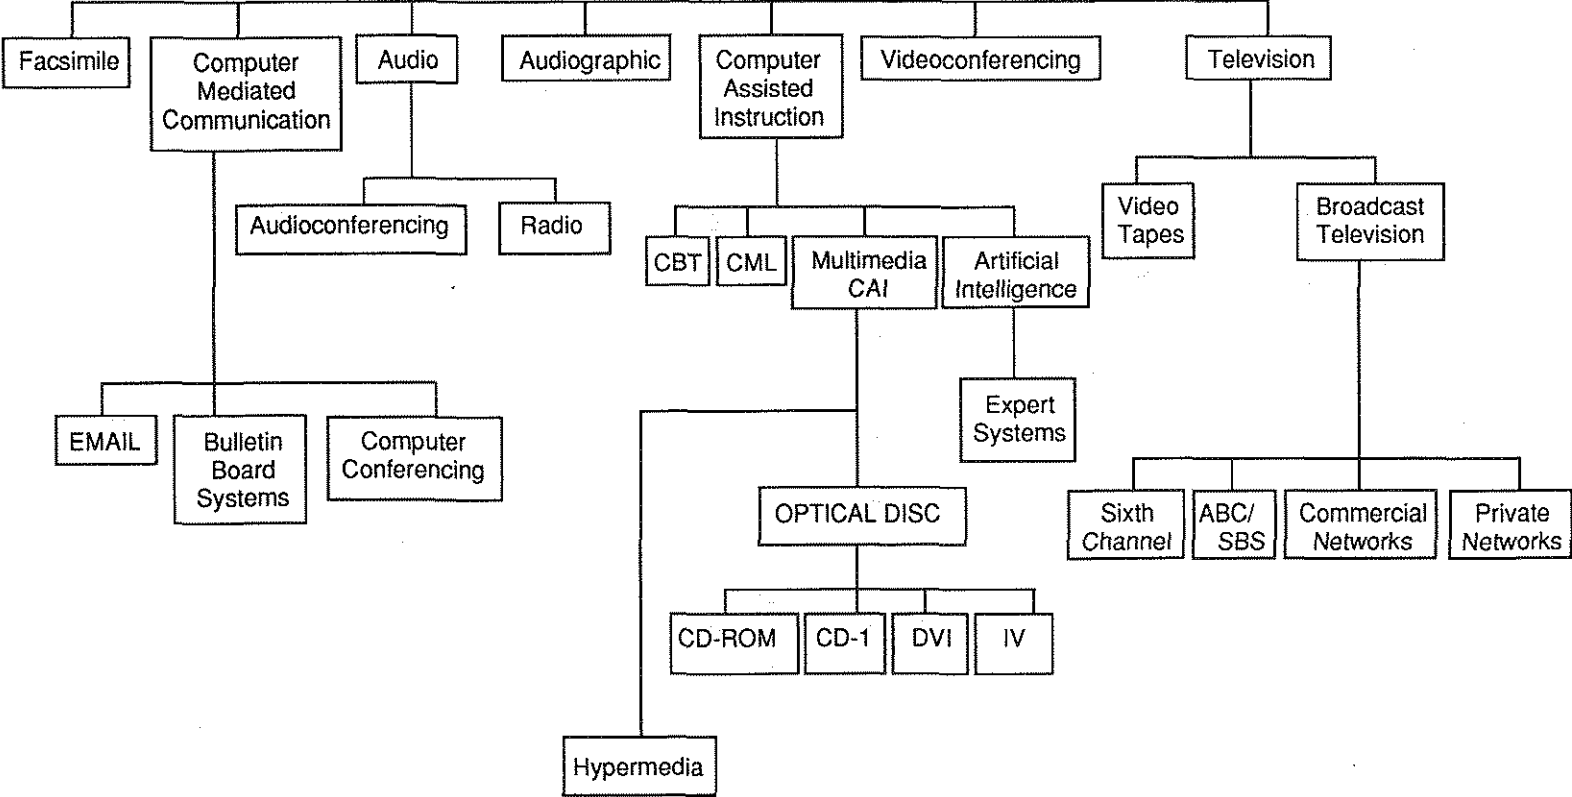 Facsimile
Computer
Mediated
Communication
Audio
Audiographic
Computer
Assisted
Instruction
Videoconferencing
Television
Audioconferencing
Radio
CBT
CML
Multimedia
CAI
Artificial
Intelligence
Video
Tapes
Broadcast
Television
EMAIL
Bulletin
Board
Systems
Computer
Conferencing
Expert
Systems
OPTICAL DISC
Sixth
Channel
ABC/
SBS
Commercial
Networks
Private
Networks
CD-ROM
CD-1
DVI
IV
Hypermedia